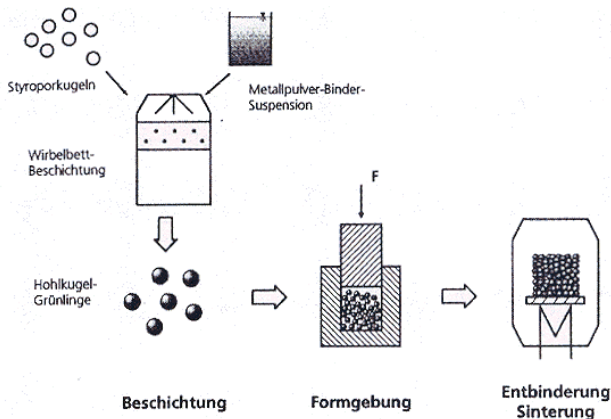 Styroporkugeln
Metallpulver-Binder-
Suspension
Wirbelbett-
Beschichtung
F
Hohlkugel-
Grünlinge
Beschichtung
Formgebung
Entbinderung
Sinterung